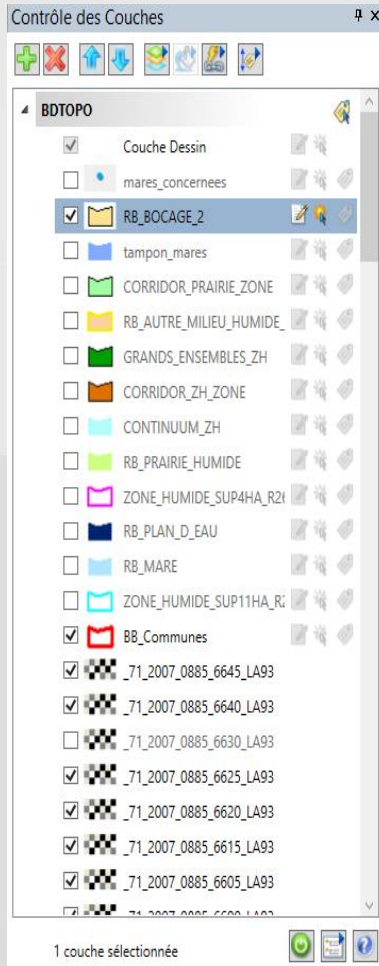 Contrôle des Couches
BDTOPO
Couche Dessin
mares_concernees
RB_BOCAGE_2
tampon_mares
CORRIDOR_PRAIRIE_ZONE
RB_AUTRE_MILIEU_HUMIDE_
GRANDS_ENSEMBLES_ZH
CORRIDOR_ZH_ZONE
CONTINUUM_ZH
RB_PRAIRIE_HUMIDE
ZONE_HUMIDE_SUP4HA_R26
RB_PLAN_D_EAU
RB_MARE
ZONE_HUMIDE_SUP11HA_R2
BB_Communes
_71_2007_0885_6645_LA93
_71_2007_0885_6640_LA93
_71_2007_0885_6630_LA93
_71_2007_0885_6625_LA93
_71_2007_0885_6620_LA93
_71_2007_0885_6615_LA93
_71_2007_0885_6605_LA93
1 couche sélectionnée